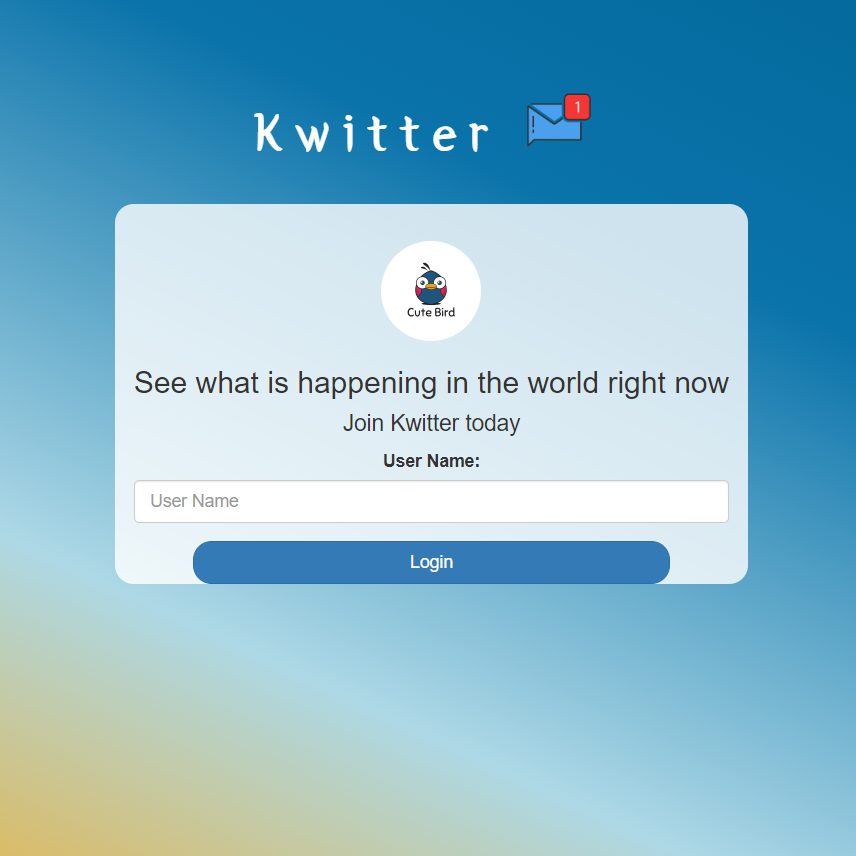 Kwitter
1
Cute Bird
See what is happening in the world right now
Join Kwitter today
User Name:
User Name
Login